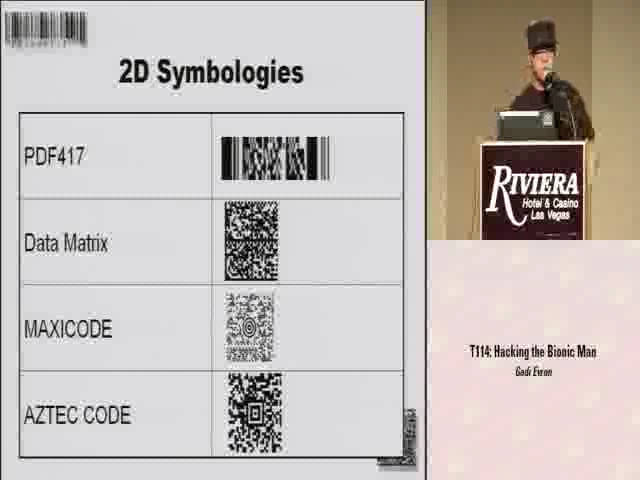 2D Symbologies
PDF417
Data Matrix
MAXICODE
AZTEC CODE
RIVIERA
Hotel & Casino
Las Vegas
T114: Hacking the Bionic Man
Gadi Evron